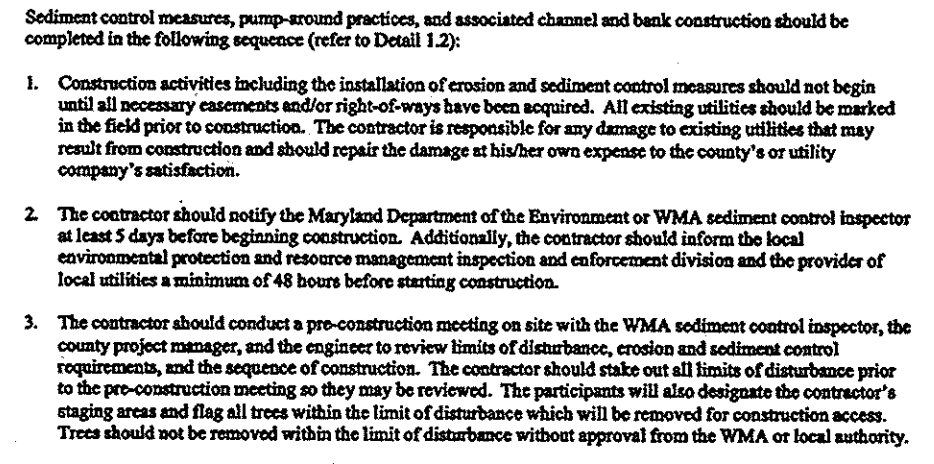 Sediment control measures, pump-around practices, and associated channel and bank construction should be
completed in the following sequence (refer to Detail 1.2):
1. Construction activities including the installation of erosion and sediment control measures should not begin
until all necessary easements and/or right-of-ways have been acquired. All existing utilities should be marked
in the field prior to construction. The contractor is responsible for any damage to existing utilities that may
result from construction and should repair the damage at his/her own expense to the county's or utility
company's satisfaction.
2. The contractor should notify the Maryland Department of the Environment or WMA sediment control inspector
at least 5 days before beginning construction. Additionally, the contractor should inform the local
environmental protection and resource management inspection and enforcement division and the provider of
local utilities a minimum of 48 hours before starting construction.
3. The contractor should conduct a pre-construction meeting on site with the WMA sediment control inspector, the
county project manager, and the engineer to review limits of disturbance, erosion and sediment control
requirements, and the sequence of construction. The contractor should stake out all limits of disturbance prior
to the pre-construction meeting so they may be reviewed. The participants will also designate the contractor's
staging areas and flag all trees within the limit of disturbance which will be removed for construction access.
Trees should not be removed within the limit of disturbance without approval from the WMA or local authority.